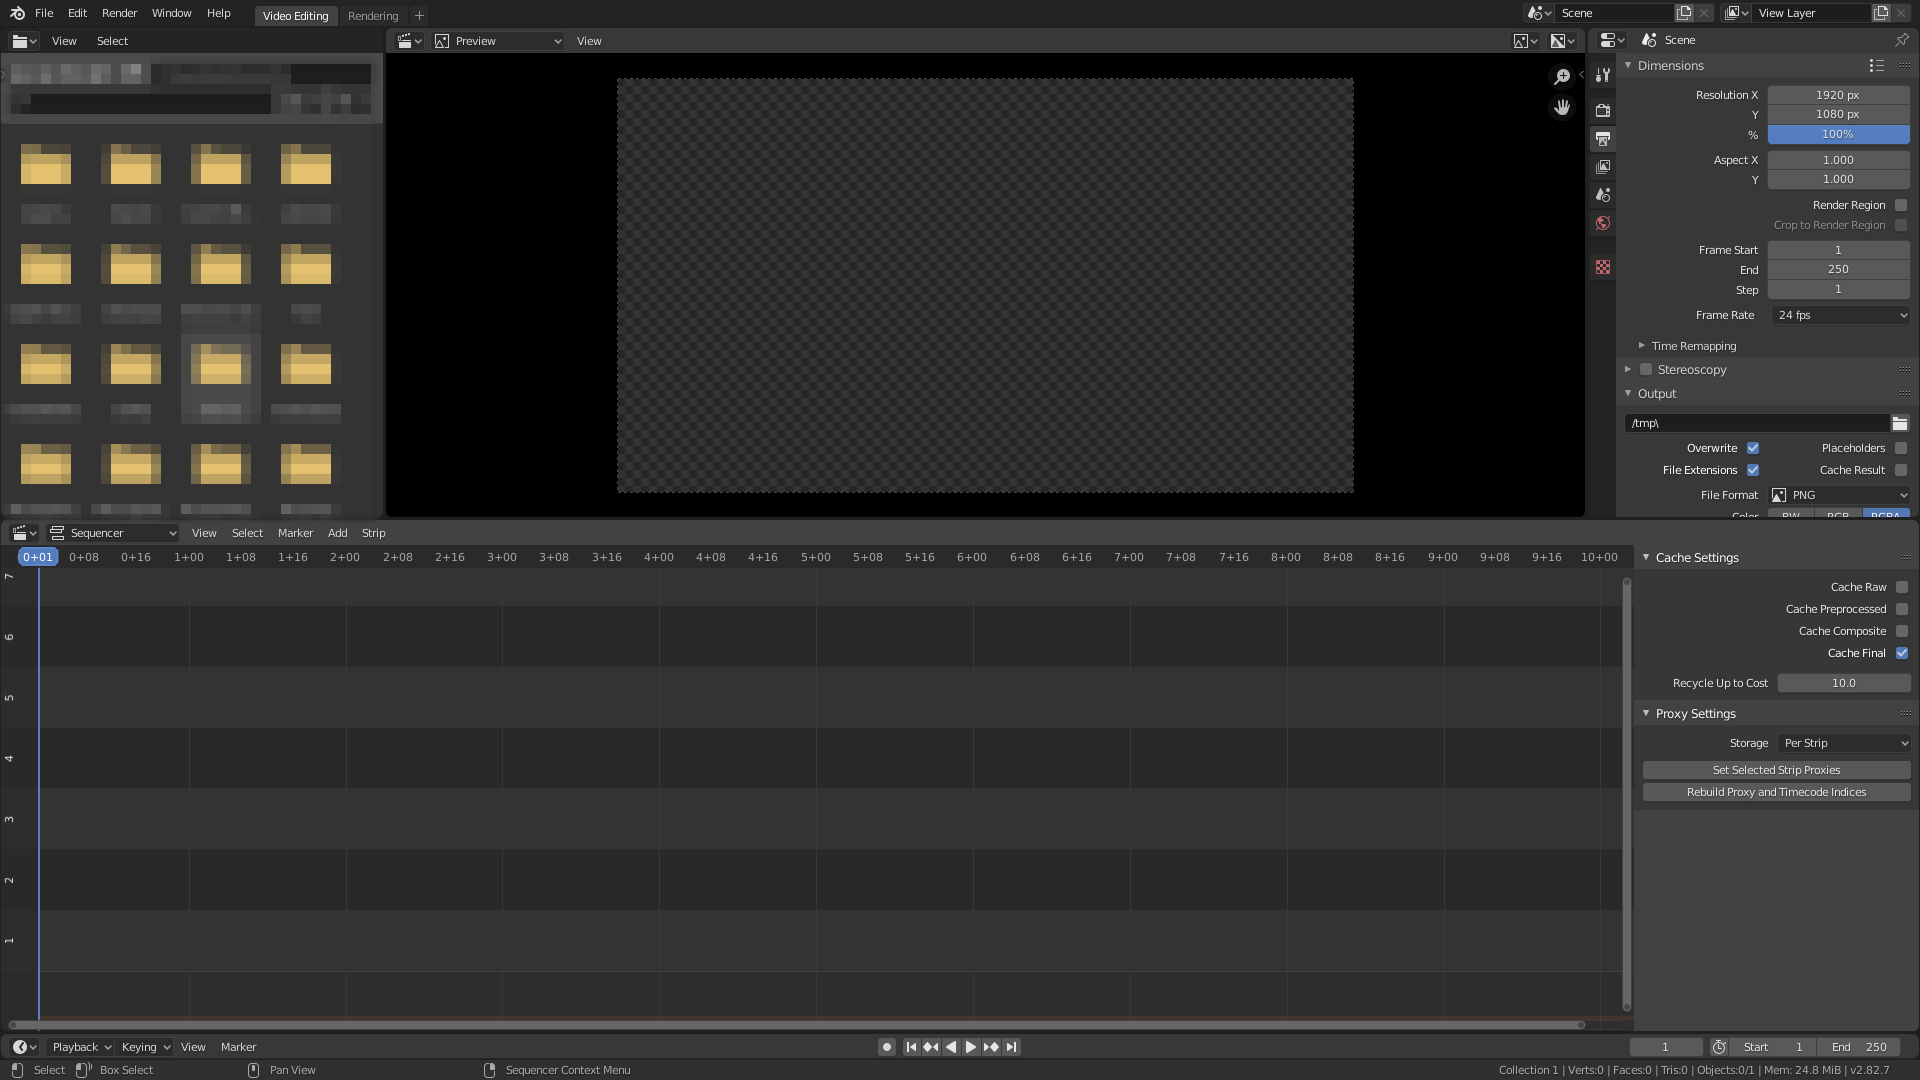 File Edit Render Window Help Video Editing Rendering + Scene View Layer
View Select
Preview View
Scene
Dimensions
Resolution X 1920 px
Y 1080 px
% 100%
Aspect X 1.000
Y 1.000
Render Region
Crop to Render Region
Frame Start 1
End 250
Step 1
Frame Rate 24 fps
Time Remapping
Stereoscopy
Output
/tmp\
Overwrite Placeholders
File Extensions Cache Result
File Format PNG
Color BW RGB RGBA
Sequencer View Select Marker Add Strip
0+01 0+08 0+16 1+00 1+08 1+16 2+00 2+08 2+16 3+00 3+08 3+16 4+00 4+08 4+16 5+00 5+08 5+16 6+00 6+08 6+16 7+00 7+08 7+16 8+00 8+08 8+16 9+00 9+08 9+16 10+00
7
6
5
4
3
2
1
Cache Settings
Cache Raw
Cache Preprocessed
Cache Composite
Cache Final
Recycle Up to Cost 10.0
Proxy Settings
Storage Per Strip
Set Selected Strip Proxies
Rebuild Proxy and Timecode Indices
Playback Keying View Marker 1 Start 1 End 250
Select Box Select Pan View Sequencer Context Menu Collection 1 | Verts:0 | Faces:0 | Tris:0 | Objects:0/1 | Mem: 24.8 MiB | v2.82.7